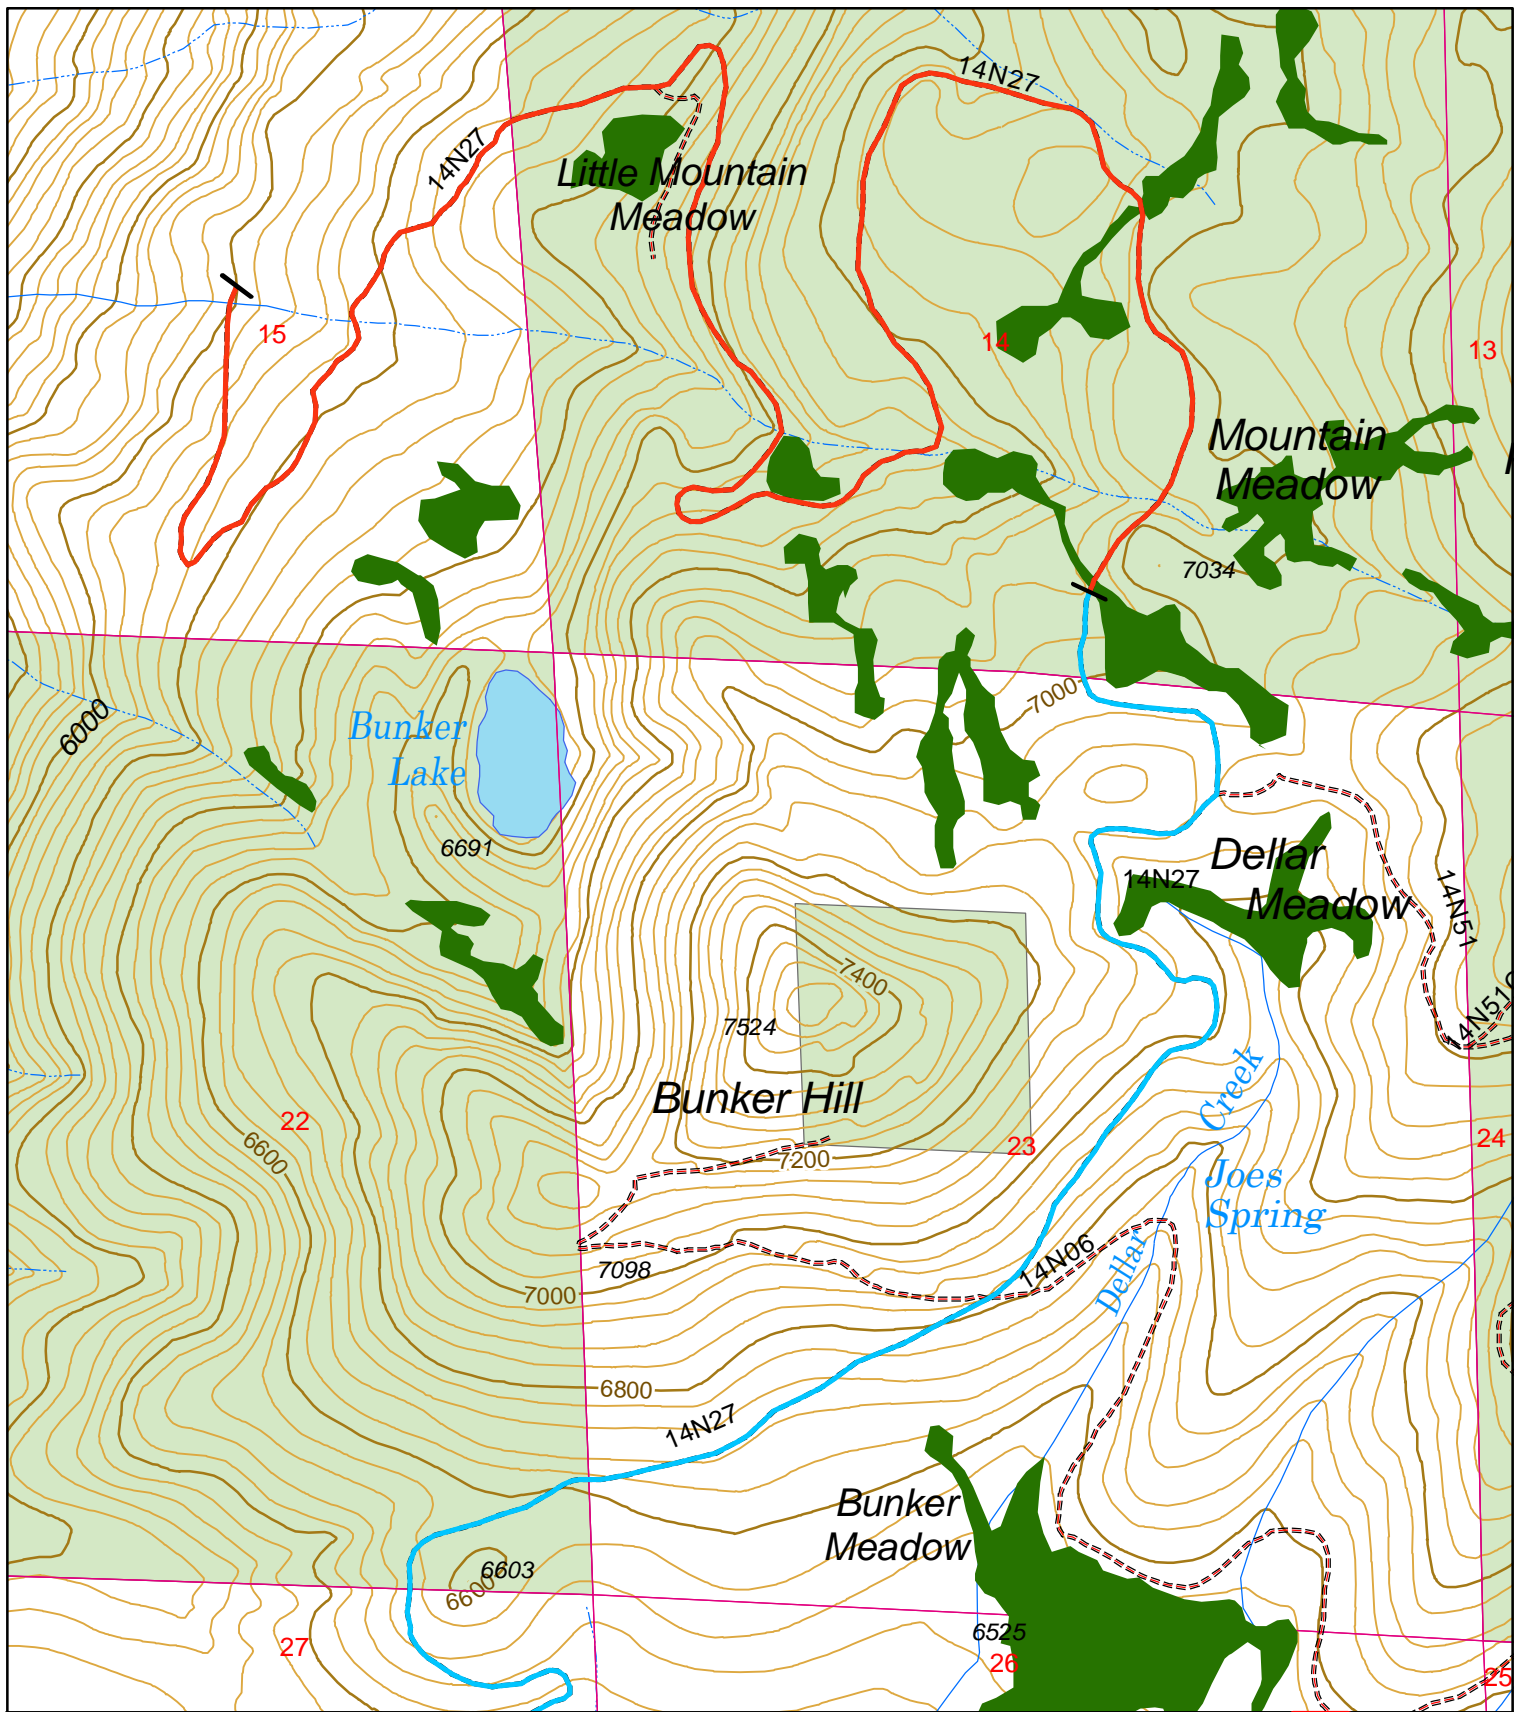 14N27
14N27
Little Mountain
Meadow
15
14
13
Mountain
Meadow
7034
7000
6000
Bunker
Lake
6691
Dellar
Meadow
14N27
14N51
7400
7524
Bunker Hill
Creek
22
6600
7200
23
24
Joes
Spring
14N06
Dellar
7098
7000
6800
14N27
Bunker
Meadow
6603
6600
6525
27
26
25